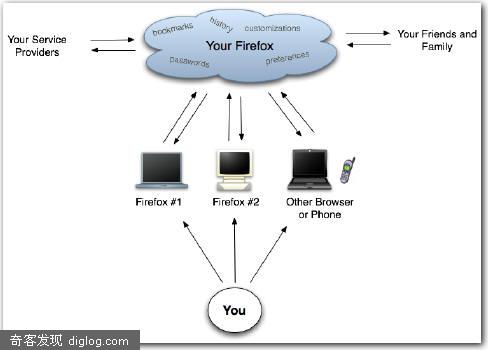 bookmarks
history
customizations
Your Firefox
passwords
preferences
Your Service
Providers
Your Friends and
Family
Firefox #1
Firefox #2
Other Browser
or Phone
You
奇客发现 diglog.com